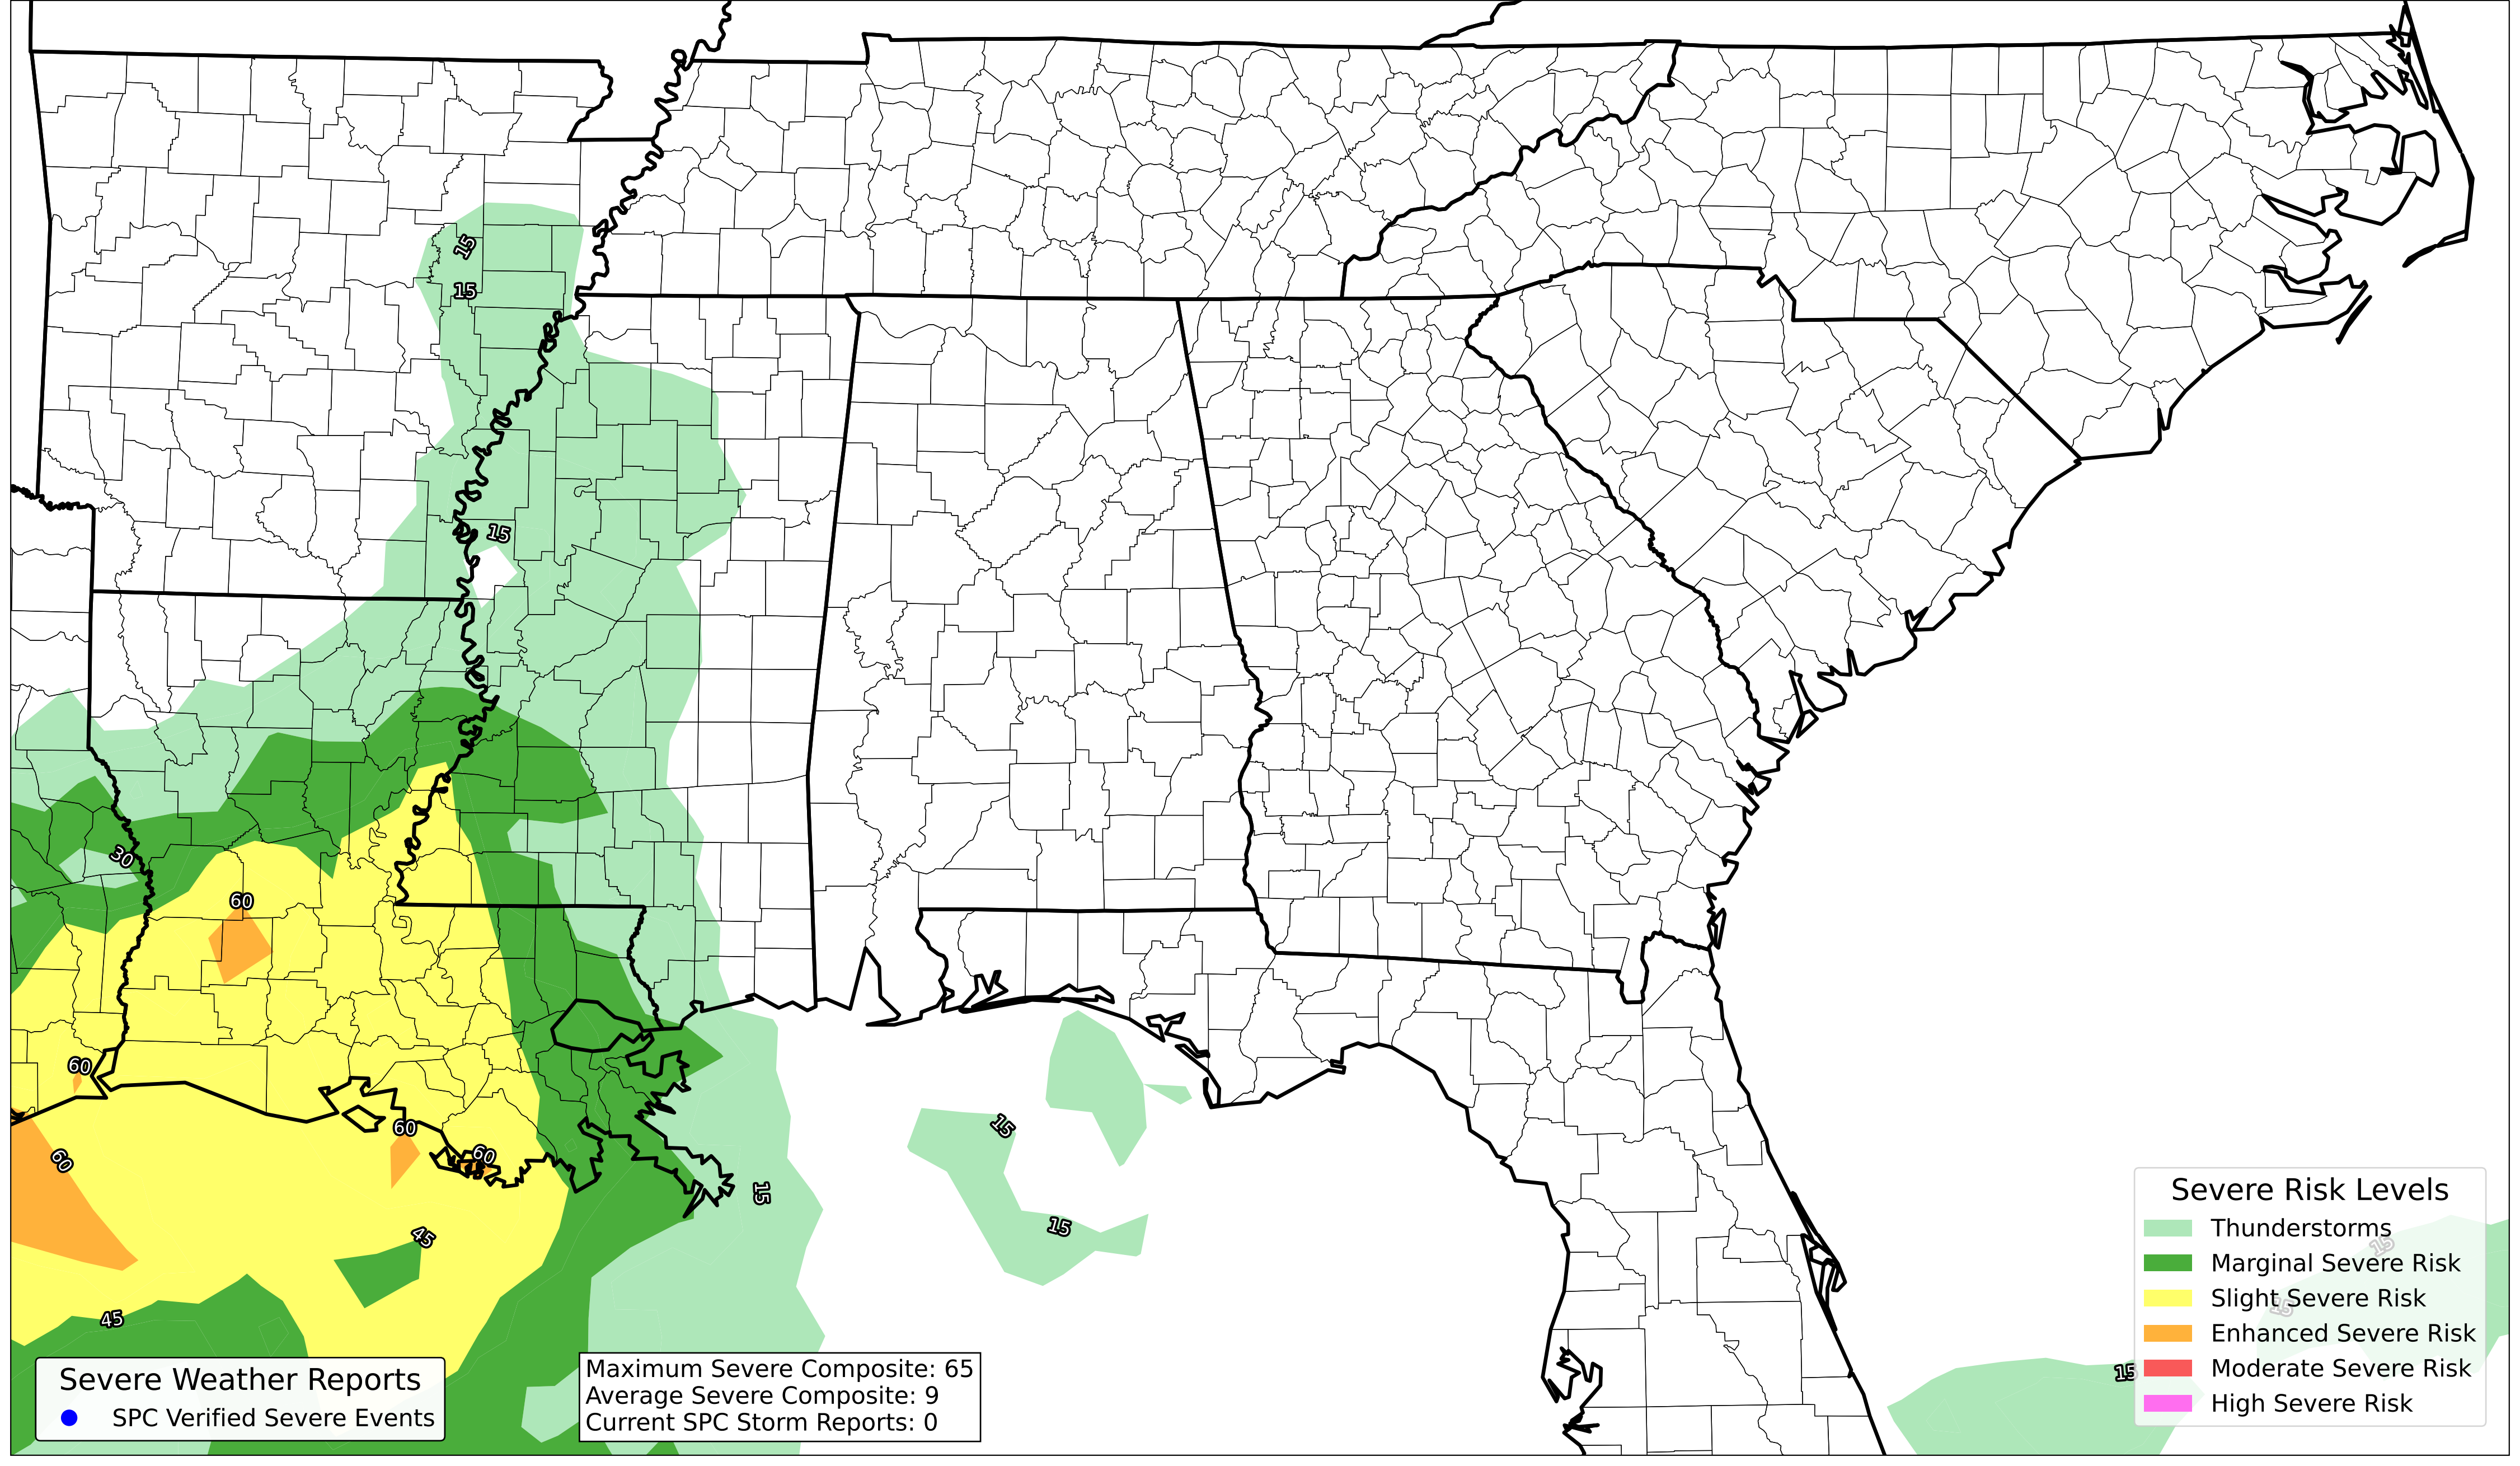 15
15
15
30
60
60
15
60
60
60
15
15
45
45
15
15
15
Severe Risk Levels
Thunderstorms
Marginal Severe Risk
Slight Severe Risk
Enhanced Severe Risk
Moderate Severe Risk
High Severe Risk
Severe Weather Reports
SPC Verified Severe Events
Maximum Severe Composite: 65
Average Severe Composite: 9
Current SPC Storm Reports: 0